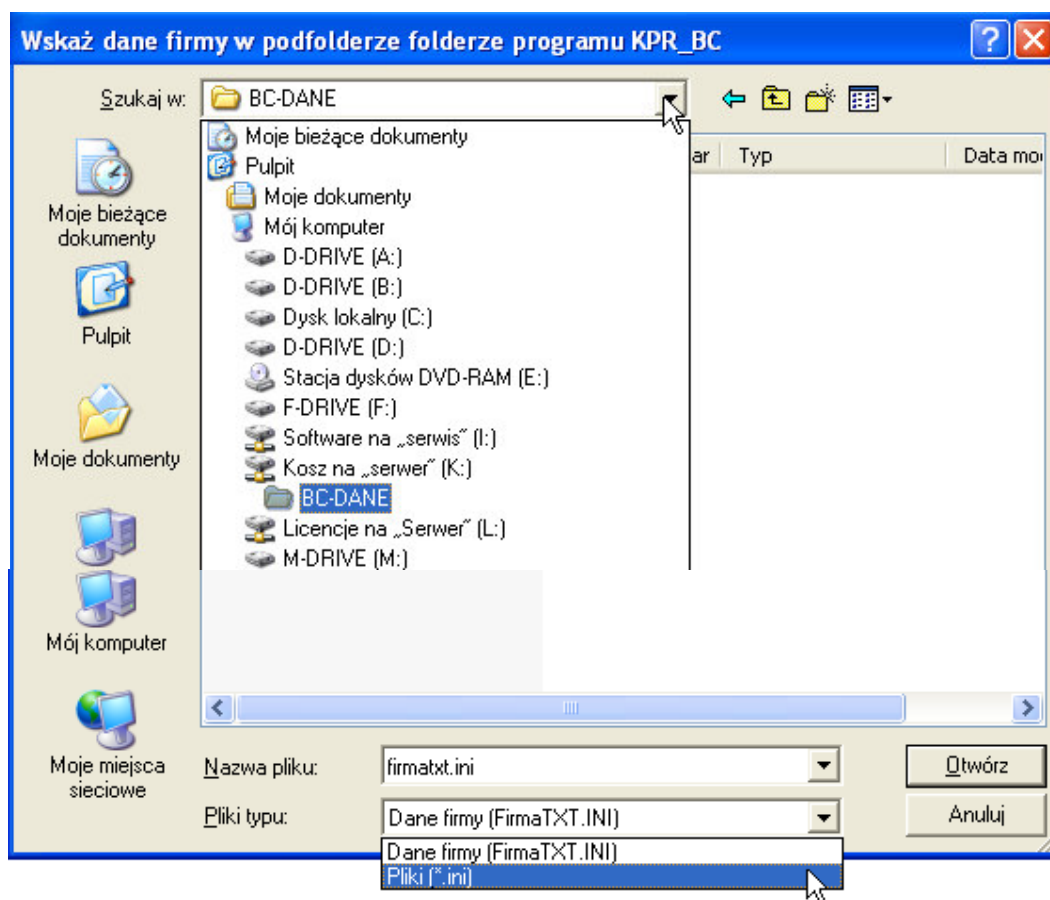 Wskaż dane firmy w podfolderze folderze programu KPR_BC
Szukaj w:
BC-DANE
Moje bieżące dokumenty
Pulpit
Moje dokumenty
Mój komputer
D-DRIVE (A:)
D-DRIVE (B:)
Dysk lokalny (C:)
D-DRIVE (D:)
Stacja dysków DVD-RAM (E:)
F-DRIVE (F:)
Software na „serwis” (I:)
Kosz na „serwer” (K:)
BC-DANE
Licencje na „Serwer” (L:)
M-DRIVE (M:)
ar Typ Data mo
Moje bieżące
dokumenty
Pulpit
Moje dokumenty
Mój komputer
Moje miejsca
sieciowe
Nazwa pliku:
firmatxt.ini
Otwórz
Pliki typu:
Dane firmy (FirmaTXT.INI)
Anuluj
Dane firmy (FirmaTXT.INI)
Pliki (*.ini)